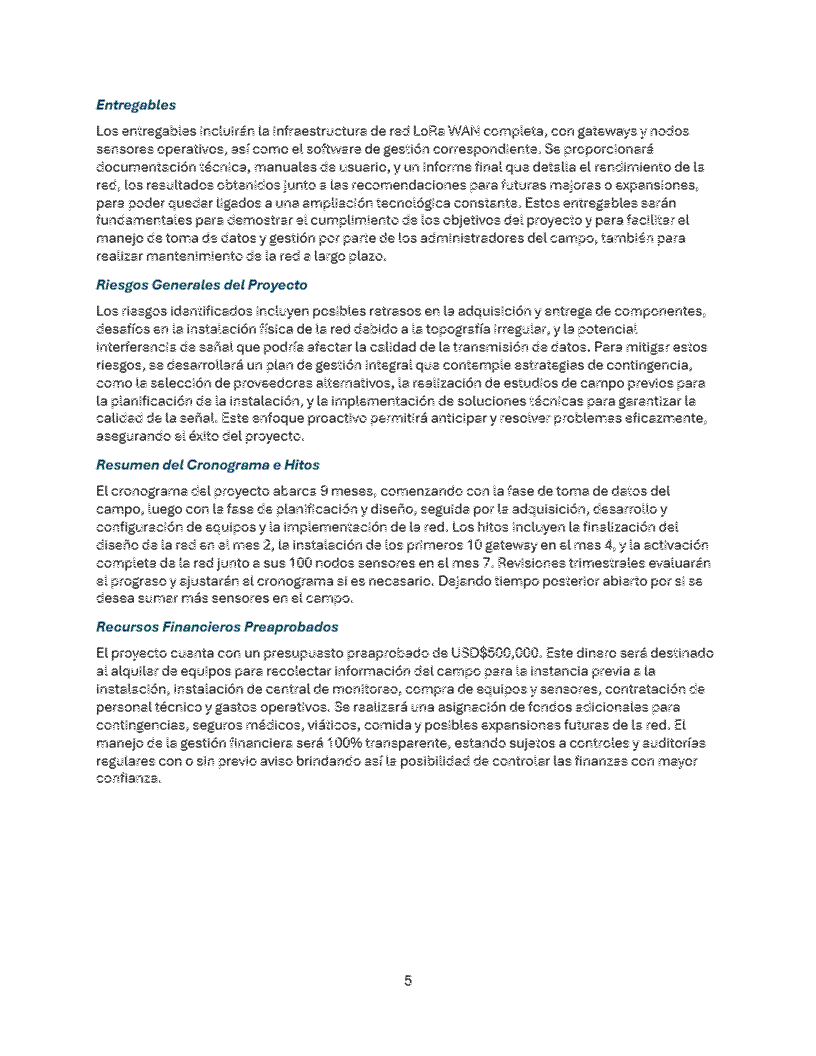 Entregables
Los entregables incluirán la infraestructura de red LoRa WAN completa, con gateways y nodos
sensores operativos, así como el software de gestión correspondiente. Se proporcionará
documentación técnica, manuales de usuario, y un informe final que detalla el rendimiento de la
red, los resultados obtenidos junto a las recomendaciones para futuras mejoras o expansiones,
para poder quedar ligados a una ampliación tecnológica constante. Estos entregables serán
fundamentales para demostrar el cumplimiento de los objetivos del proyecto y para facilitar el
manejo de toma de datos y gestión por parte de los administradores del campo, también para
realizar mantenimiento de la red a largo plazo.
Riesgos Generales del Proyecto
Los riesgos identificados incluyen posibles retrasos en la adquisición y entrega de componentes,
desafíos en la instalación física de la red debido a la topografía irregular, y la potencial
interferencia de señal que podría afectar la calidad de la transmisión de datos. Para mitigar estos
riesgos, se desarrollará un plan de gestión integral que contemple estrategias de contingencia,
como la selección de proveedores alternativos, la realización de estudios de campo previos para
la planificación de la instalación, y la implementación de soluciones técnicas para garantizar la
calidad de la señal. Este enfoque proactivo permitirá anticipar y resolver problemas eficazmente,
asegurando el éxito del proyecto.
Resumen del Cronograma e Hitos
El cronograma del proyecto abarca 9 meses, comenzando con la fase de toma de datos del
campo, luego con la fase de planificación y diseño, seguida por la adquisición, desarrollo y
configuración de equipos y la implementación de la red. Los hitos incluyen la finalización del
diseño de la red en el mes 2, la instalación de los primeros 10 gateway en el mes 4, y la activación
completa de la red junto a sus 100 nodos sensores en el mes 7. Revisiones trimestrales evaluarán
el progreso y ajustarán el cronograma si es necesario. Dejando tiempo posterior abierto por si se
desea sumar más sensores en el campo.
Recursos Financieros Preaprobados
El proyecto cuenta con un presupuesto preaprobado de USD$500,000. Este dinero será destinado
al alquiler de equipos para recolectar información del campo para la instancia previa a la
instalación, instalación de central de monitoreo, compra de equipos y sensores, contratación de
personal técnico y gastos operativos. Se realizará una asignación de fondos adicionales para
contingencias, seguros médicos, viáticos, comida y posibles expansiones futuras de la red. El
manejo de la gestión financiera será 100% transparente, estando sujetos a controles y auditorías
regulares con o sin previo aviso brindando así la posibilidad de controlar las finanzas con mayor
confianza.
5